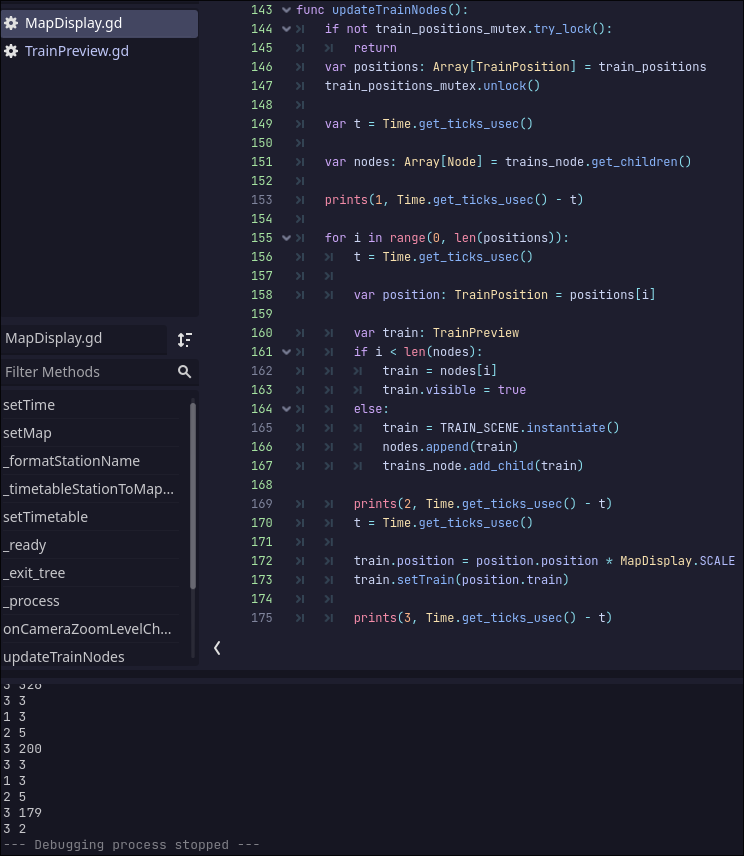 MapDisplay.gd
TrainPreview.gd
MapDisplay.gd
Filter Methods
setTime
setMap
_formatStationName
_timetableStationToMap...
setTimetable
_ready
_exit_tree
_process
onCameraZoomLevelCh...
updateTrainNodes
143 func updateTrainNodes():
144 if not train_positions_mutex.try_lock():
145 return
146 var positions: Array[TrainPosition] = train_positions
147 train_positions_mutex.unlock()
148
149 var t = Time.get_ticks_usec()
150
151 var nodes: Array[Node] = trains_node.get_children()
152
153 prints(1, Time.get_ticks_usec() - t)
154
155 for i in range(0, len(positions)):
156 t = Time.get_ticks_usec()
157
158 var position: TrainPosition = positions[i]
159
160 var train: TrainPreview
161 if i < len(nodes):
162 train = nodes[i]
163 train.visible = true
164 else:
165 train = TRAIN_SCENE.instantiate()
166 nodes.append(train)
167 trains_node.add_child(train)
168
169 prints(2, Time.get_ticks_usec() - t)
170 t = Time.get_ticks_usec()
171
172 train.position = position.position * MapDisplay.SCALE
173 train.setTrain(position.train)
174
175 prints(3, Time.get_ticks_usec() - t)
3 326
3 3
1 3
2 5
3 200
3 3
1 3
2 5
3 179
3 2
--- Debugging process stopped ---